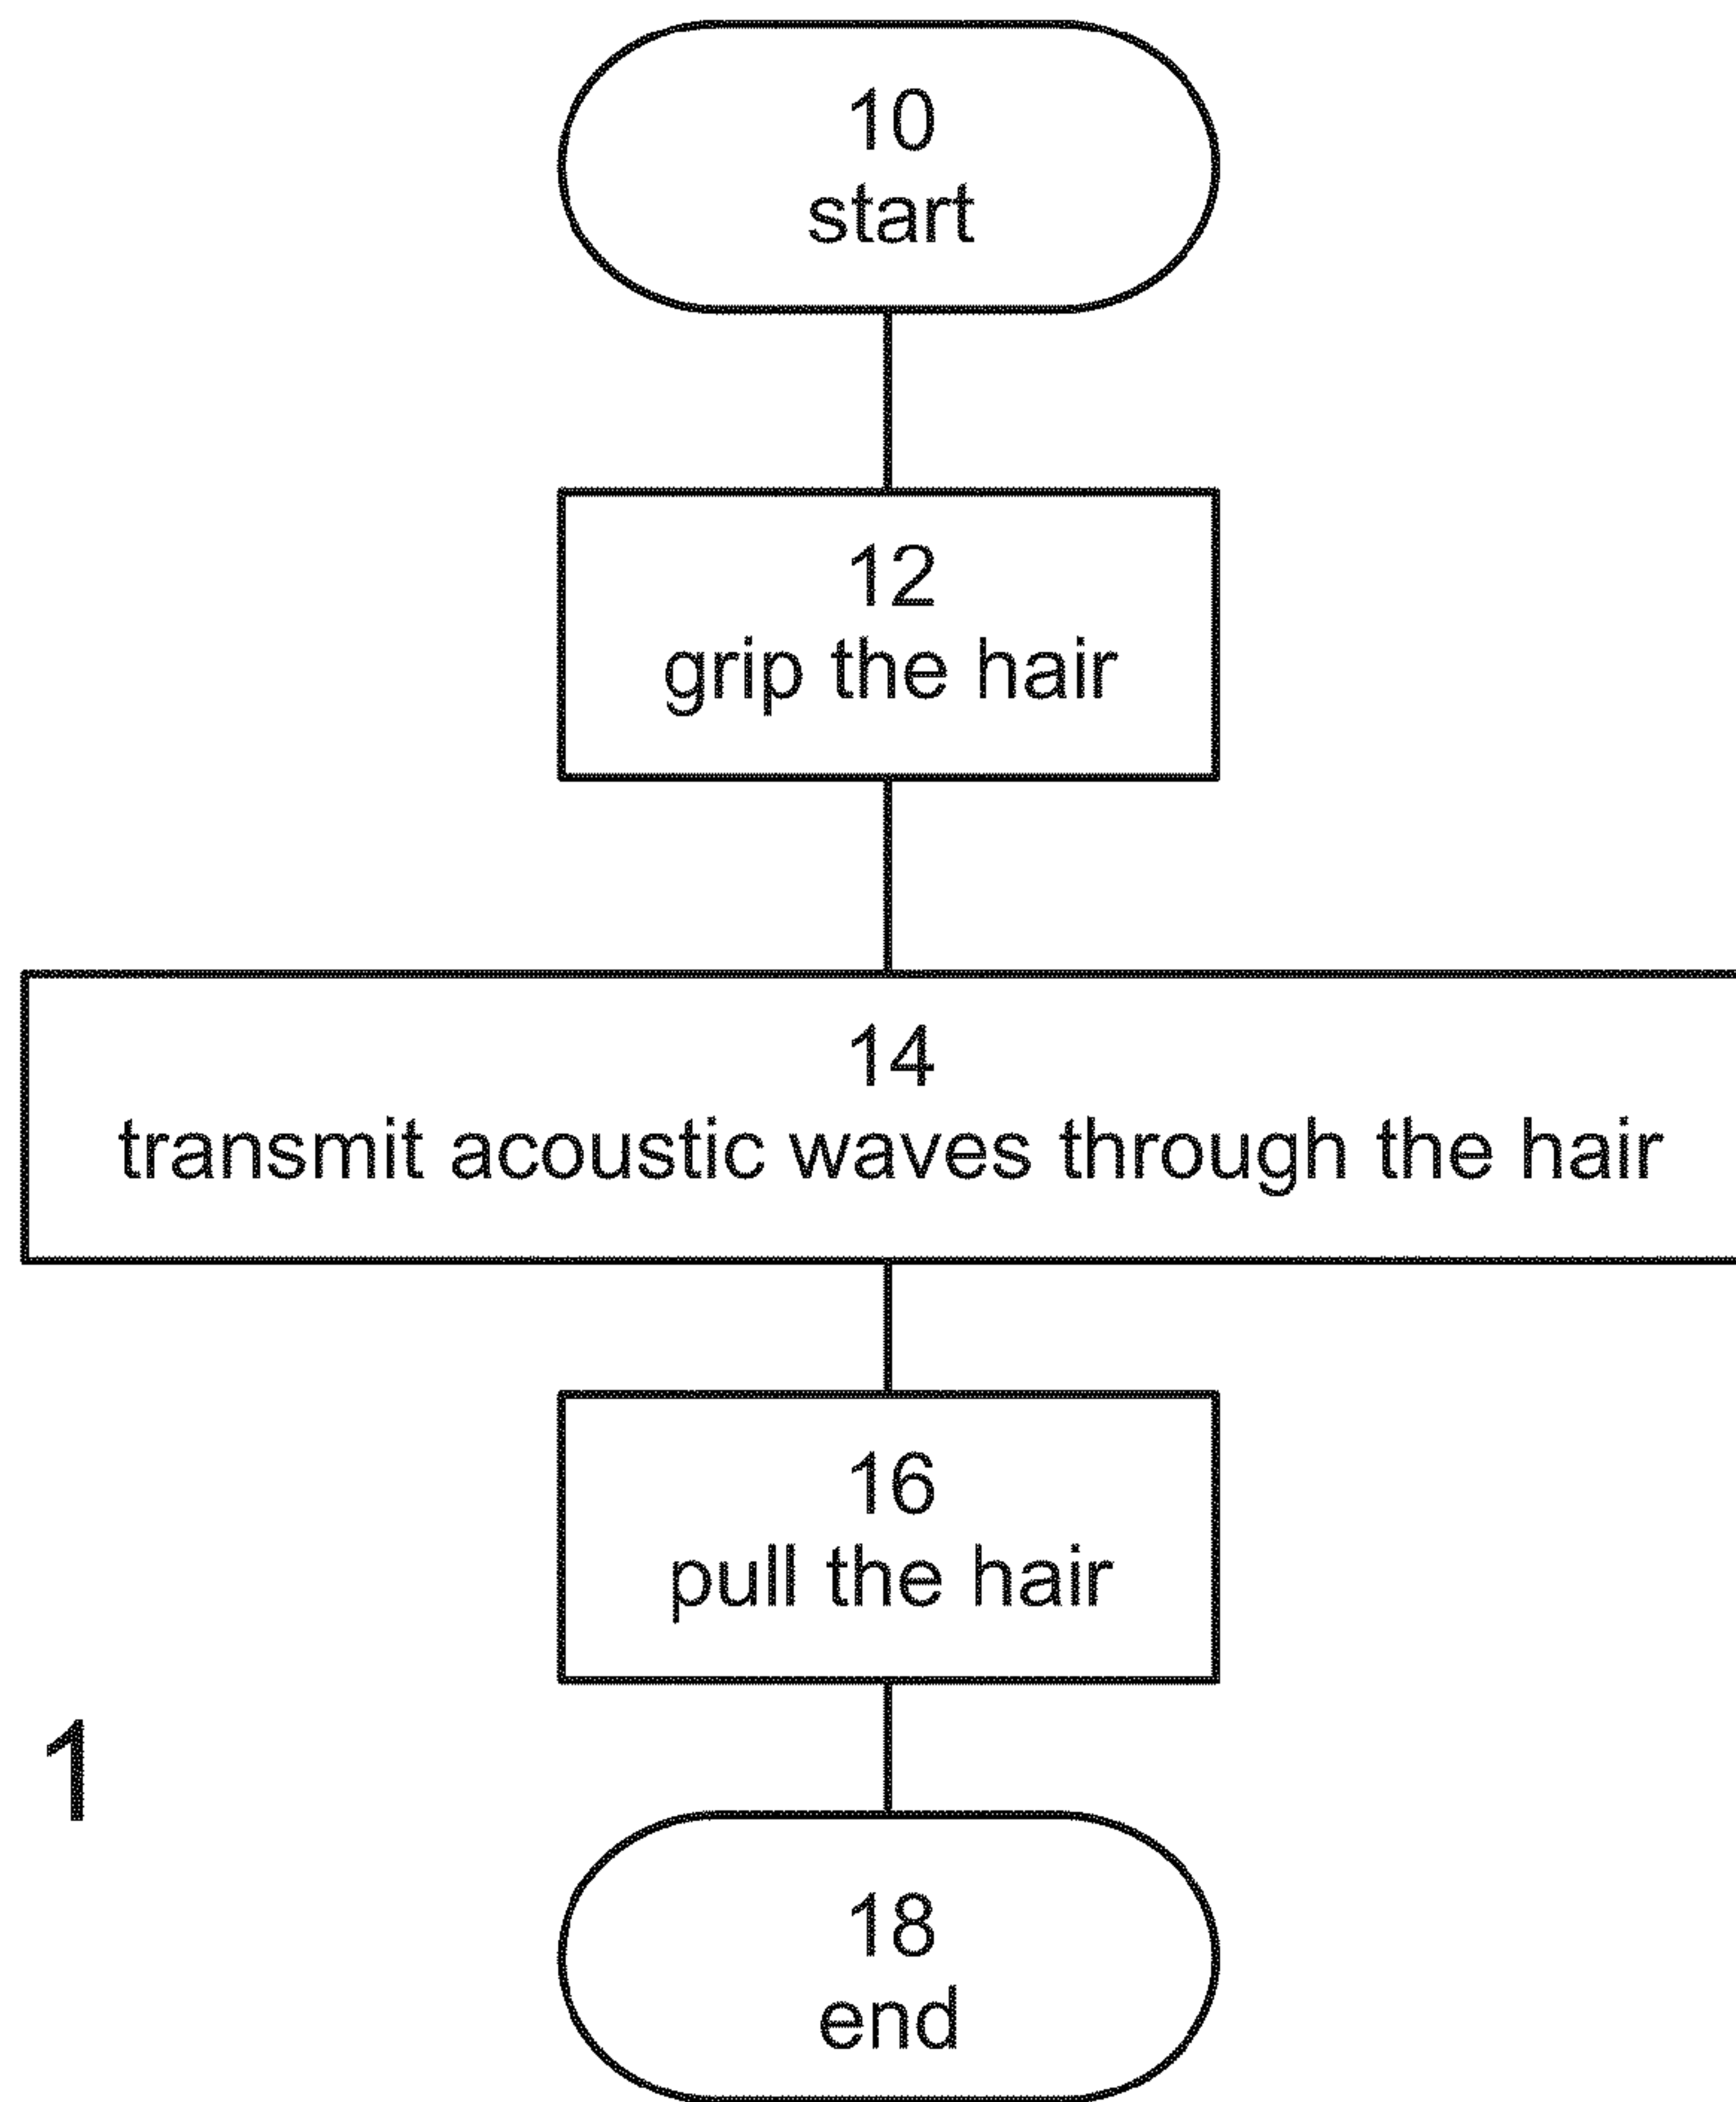 10
start
12
grip the hair
14
transmit acoustic waves through the hair
16
pull the hair
1
18
end